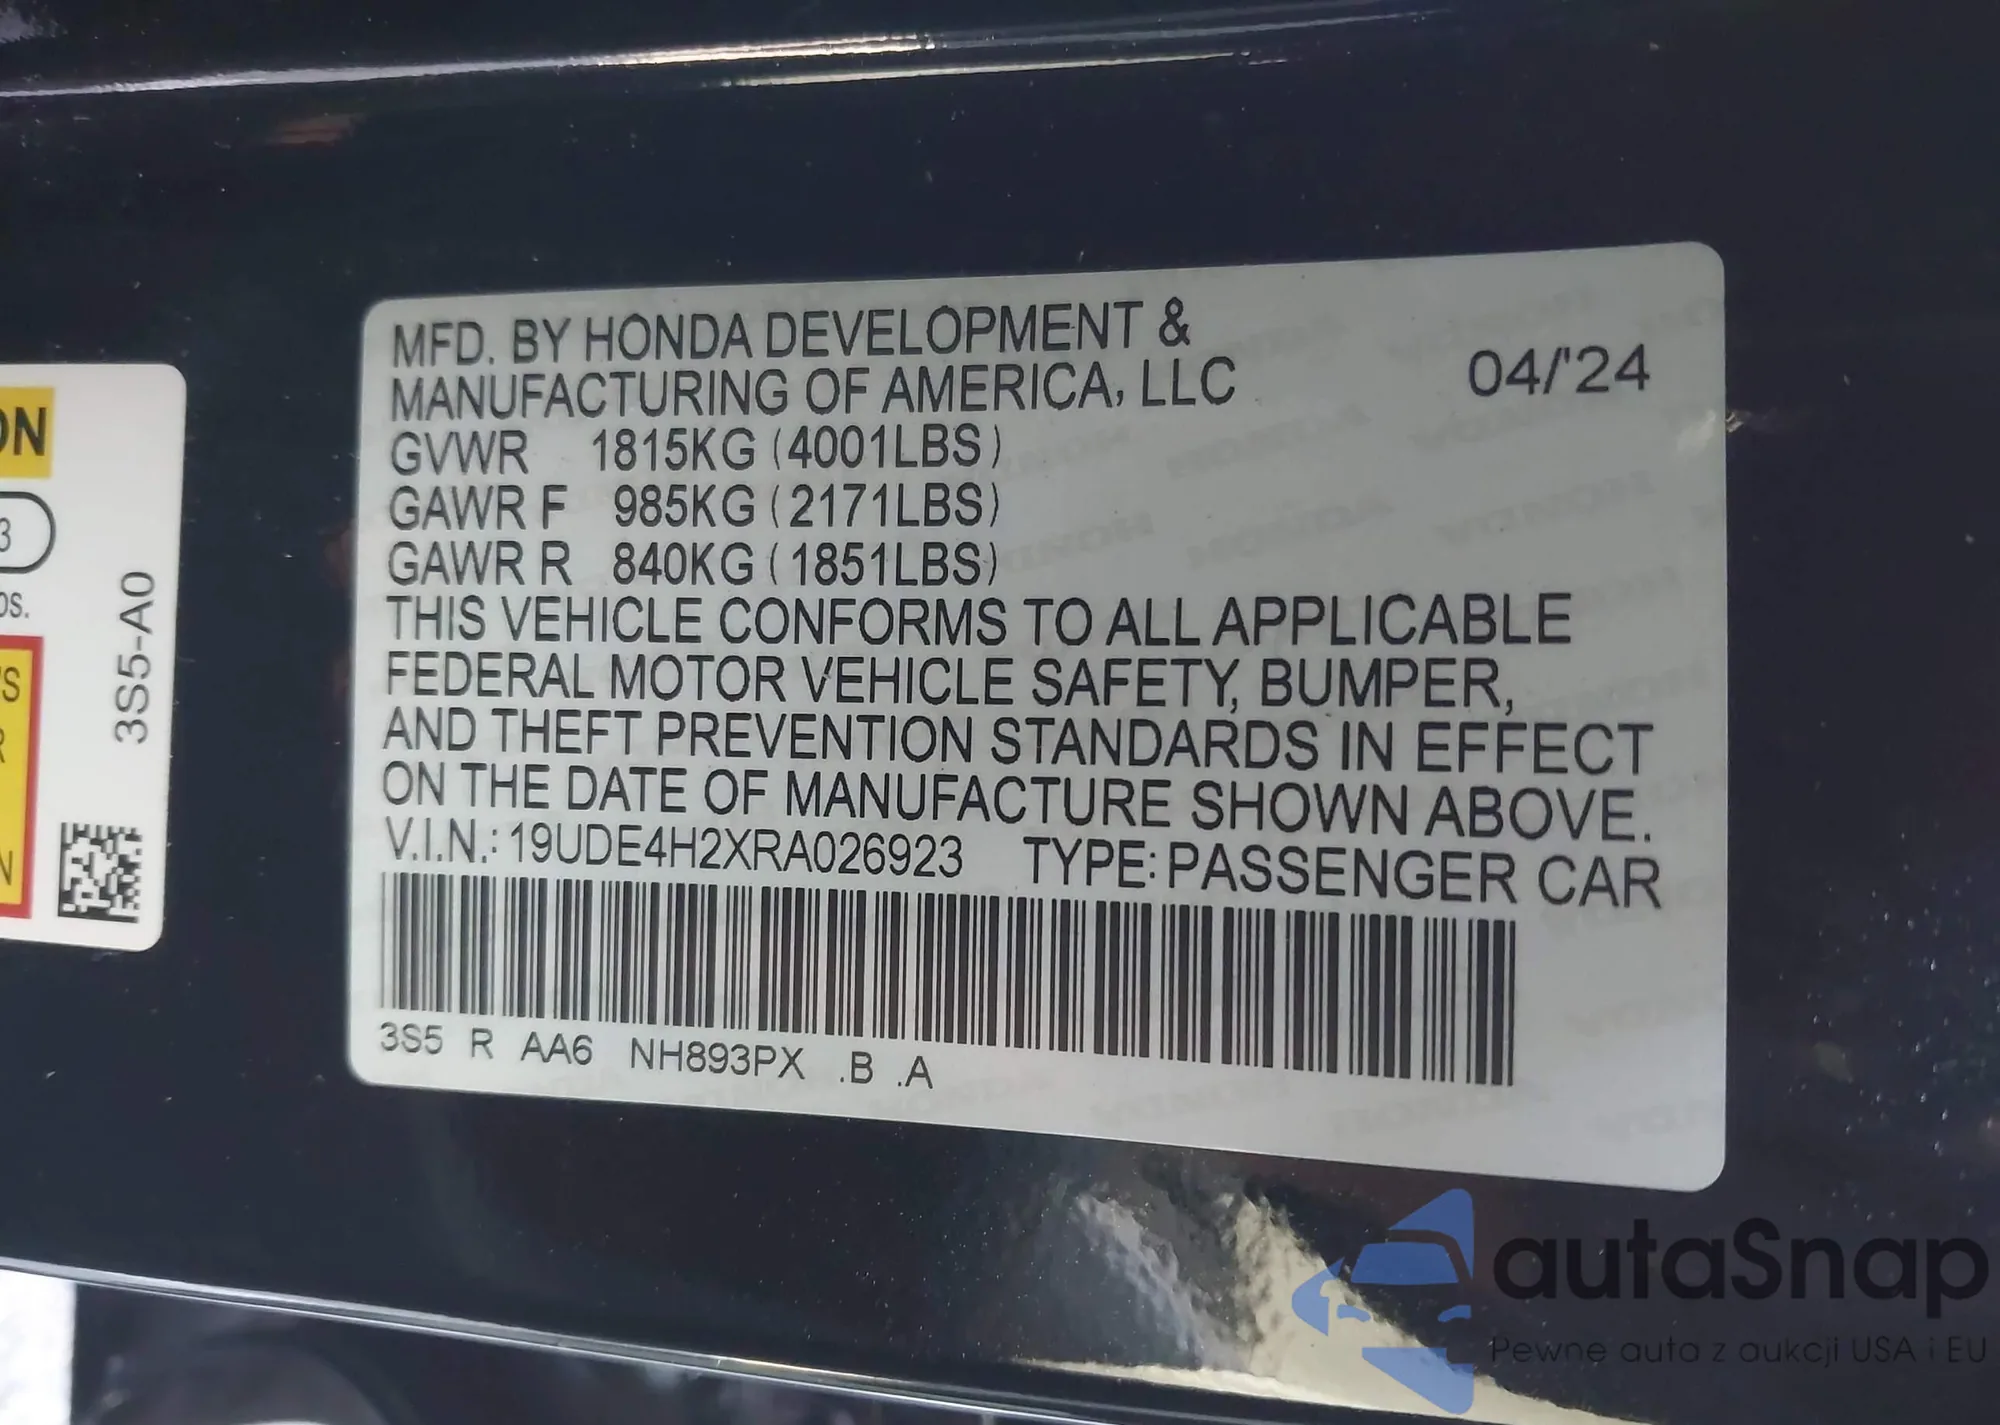 ON
3
OS.
'S
R
N
3S5-A0
MFD. BY HONDA DEVELOPMENT &
MANUFACTURING OF AMERICA, LLC
04/'24
GVWR 1815KG (4001LBS)
GAWR F 985KG (2171LBS)
GAWR R 840KG (1851LBS)
THIS VEHICLE CONFORMS TO ALL APPLICABLE
FEDERAL MOTOR VEHICLE SAFETY, BUMPER,
AND THEFT PREVENTION STANDARDS IN EFFECT
ON THE DATE OF MANUFACTURE SHOWN ABOVE.
V.I.N.: 19UDE4H2XRA026923 TYPE: PASSENGER CAR
3S5 R AA6 NH893PX .B .A
autaSnap
Pewne auta z aukcji USA i EU